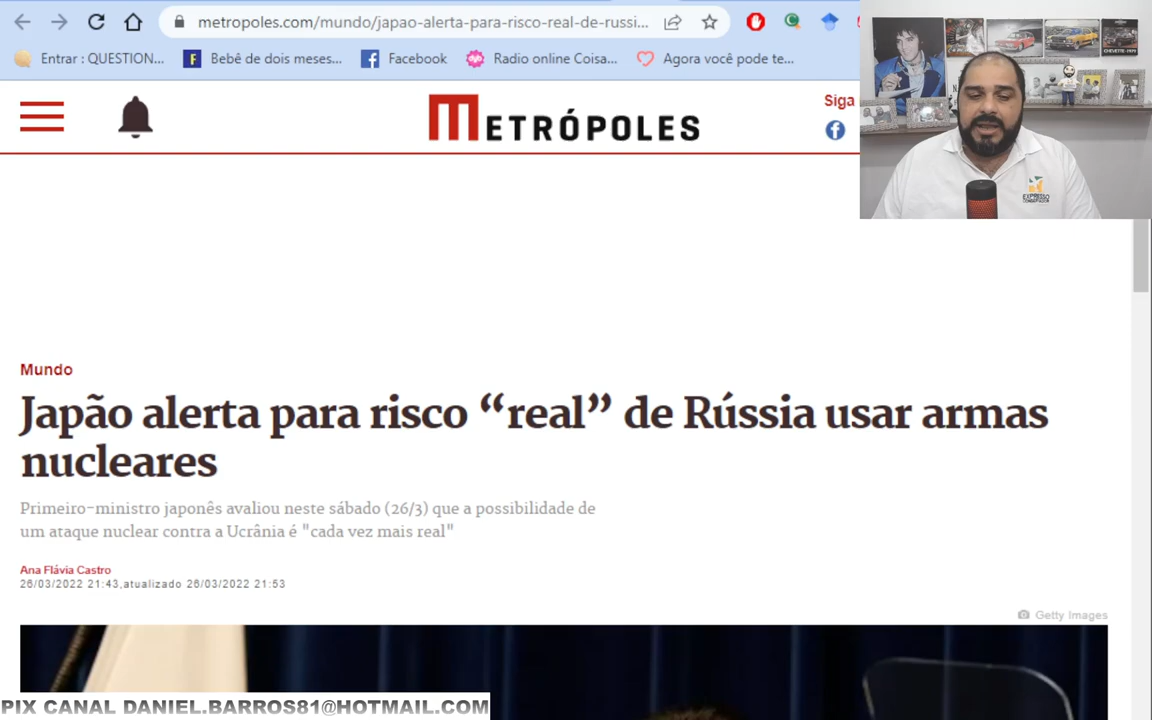 metropoles.com/mundo/japao-alerta-para-risco-real-de-russi...
Entrar : QUESTION...
Bebê de dois meses...
Facebook
Radio online Coisa...
Agora você pode te...
METRÓPOLES
Siga
CHEVETTE
EXPRESSO
CONSERVADOR
Mundo
Japão alerta para risco “real” de Rússia usar armas
nucleares
Primeiro-ministro japonês avaliou neste sábado (26/3) que a possibilidade de
um ataque nuclear contra a Ucrânia é "cada vez mais real"
Ana Flávia Castro
26/03/2022 21:43,atualizado 26/03/2022 21:53
Getty Images
PIX CANAL DANIEL.BARROS81@HOTMAIL.COM